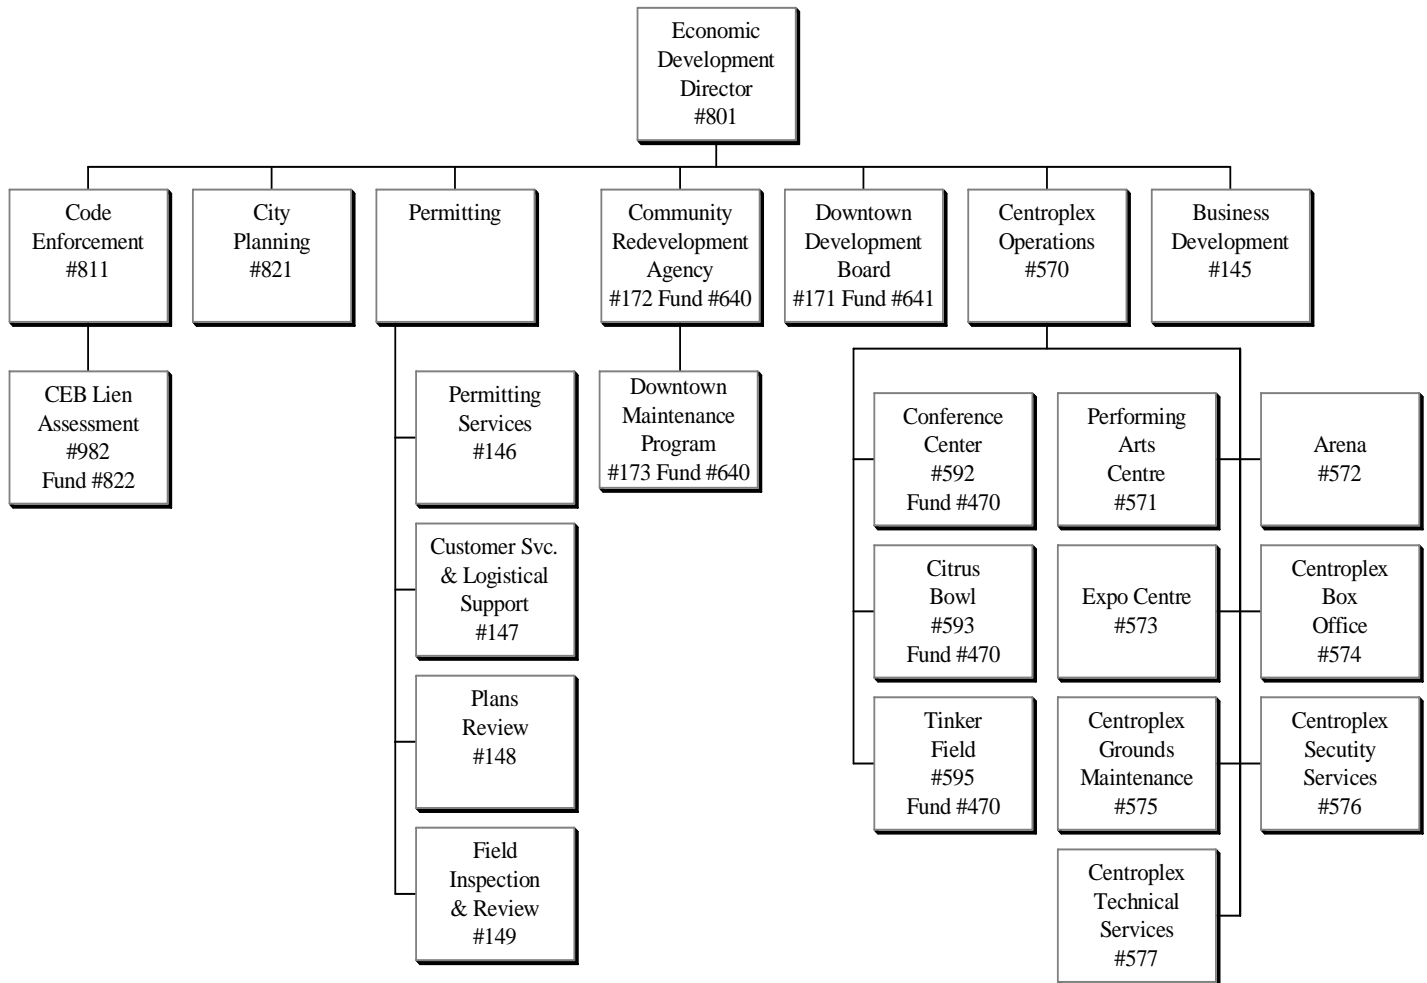 Economic
Development
Director
#801
Code
Enforcement
#811
City
Planning
#821
Permitting
Community
Redevelopment
Agency
#172 Fund #640
Downtown
Development
Board
#171 Fund #641
Centroplex
Operations
#570
Business
Development
#145
CEB Lien
Assessment
#982
Fund #822
Permitting
Services
#146
Customer Svc.
& Logistical
Support
#147
Plans
Review
#148
Field
Inspection
& Review
#149
Downtown
Maintenance
Program
#173 Fund #640
Conference
Center
#592
Fund #470
Citrus
Bowl
#593
Fund #470
Tinker
Field
#595
Fund #470
Performing
Arts
Centre
#571
Expo Centre
#573
Centroplex
Grounds
Maintenance
#575
Centroplex
Technical
Services
#577
Arena
#572
Centroplex
Box
Office
#574
Centroplex
Secutity
Services
#576